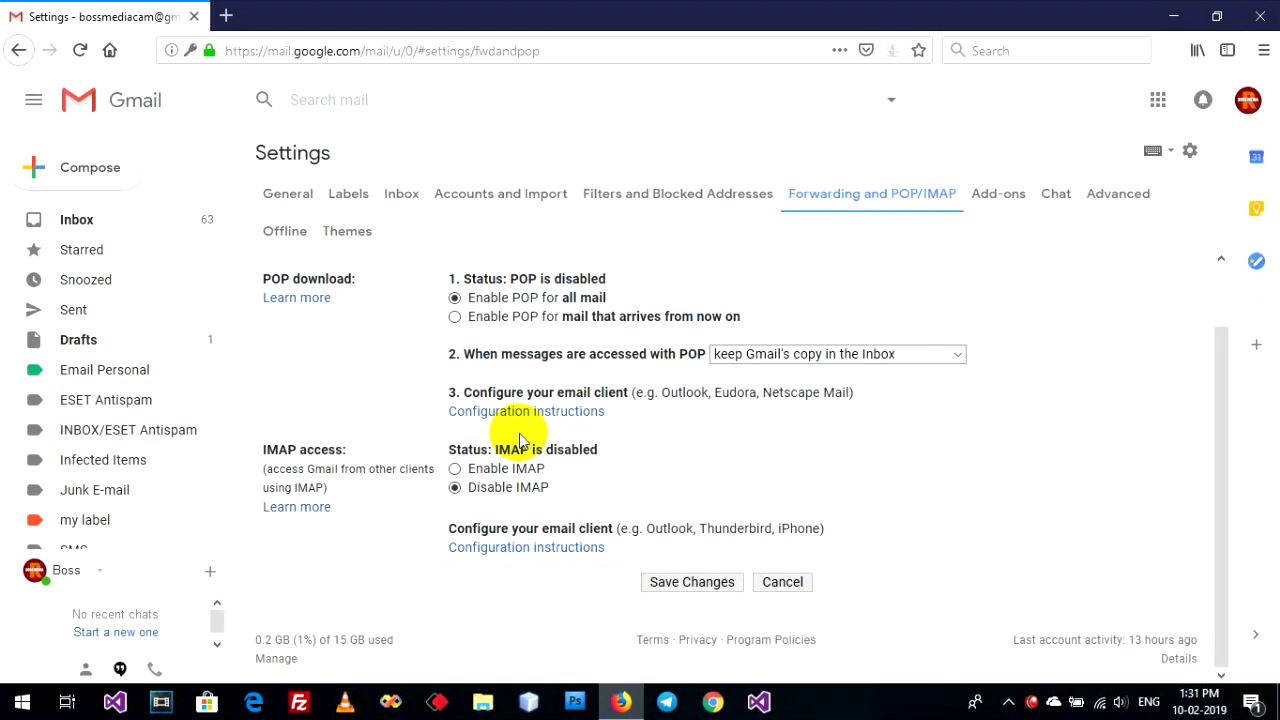 Settings - bossmediacam@gm
https://mail.google.com/mail/u/0/#settings/fwdandpop
Search
Gmail
Search mail
Compose
Settings
General
Labels
Inbox
Accounts and Import
Filters and Blocked Addresses
Forwarding and POP/IMAP
Add-ons
Chat
Advanced
Offline
Themes
Inbox
63
Starred
Snoozed
Sent
Drafts
1
Email Personal
ESET Antispam
INBOX/ESET Antispam
Infected Items
Junk E-mail
my label
SMS
Boss
No recent chats
Start a new one
POP download:
Learn more
1. Status: POP is disabled
Enable POP for all mail
Enable POP for mail that arrives from now on
2. When messages are accessed with POP
keep Gmail's copy in the Inbox
3. Configure your email client (e.g. Outlook, Eudora, Netscape Mail)
Configuration instructions
IMAP access:
(access Gmail from other clients
using IMAP)
Learn more
Status: IMAP is disabled
Enable IMAP
Disable IMAP
Configure your email client (e.g. Outlook, Thunderbird, iPhone)
Configuration instructions
Save Changes
Cancel
0.2 GB (1%) of 15 GB used
Manage
Terms · Privacy · Program Policies
Last account activity: 13 hours ago
Details
31
ENG
1:31 PM
10-02-2019
1